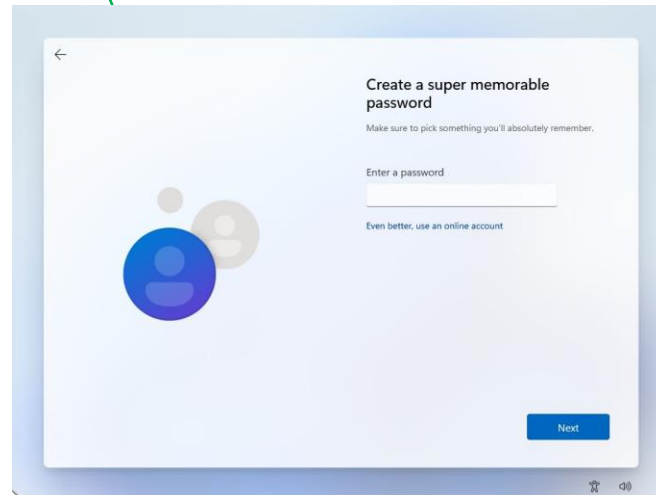 Create a super memorable
password
Make sure to pick something you'll absolutely remember.
Enter a password
Even better, use an online account
Next